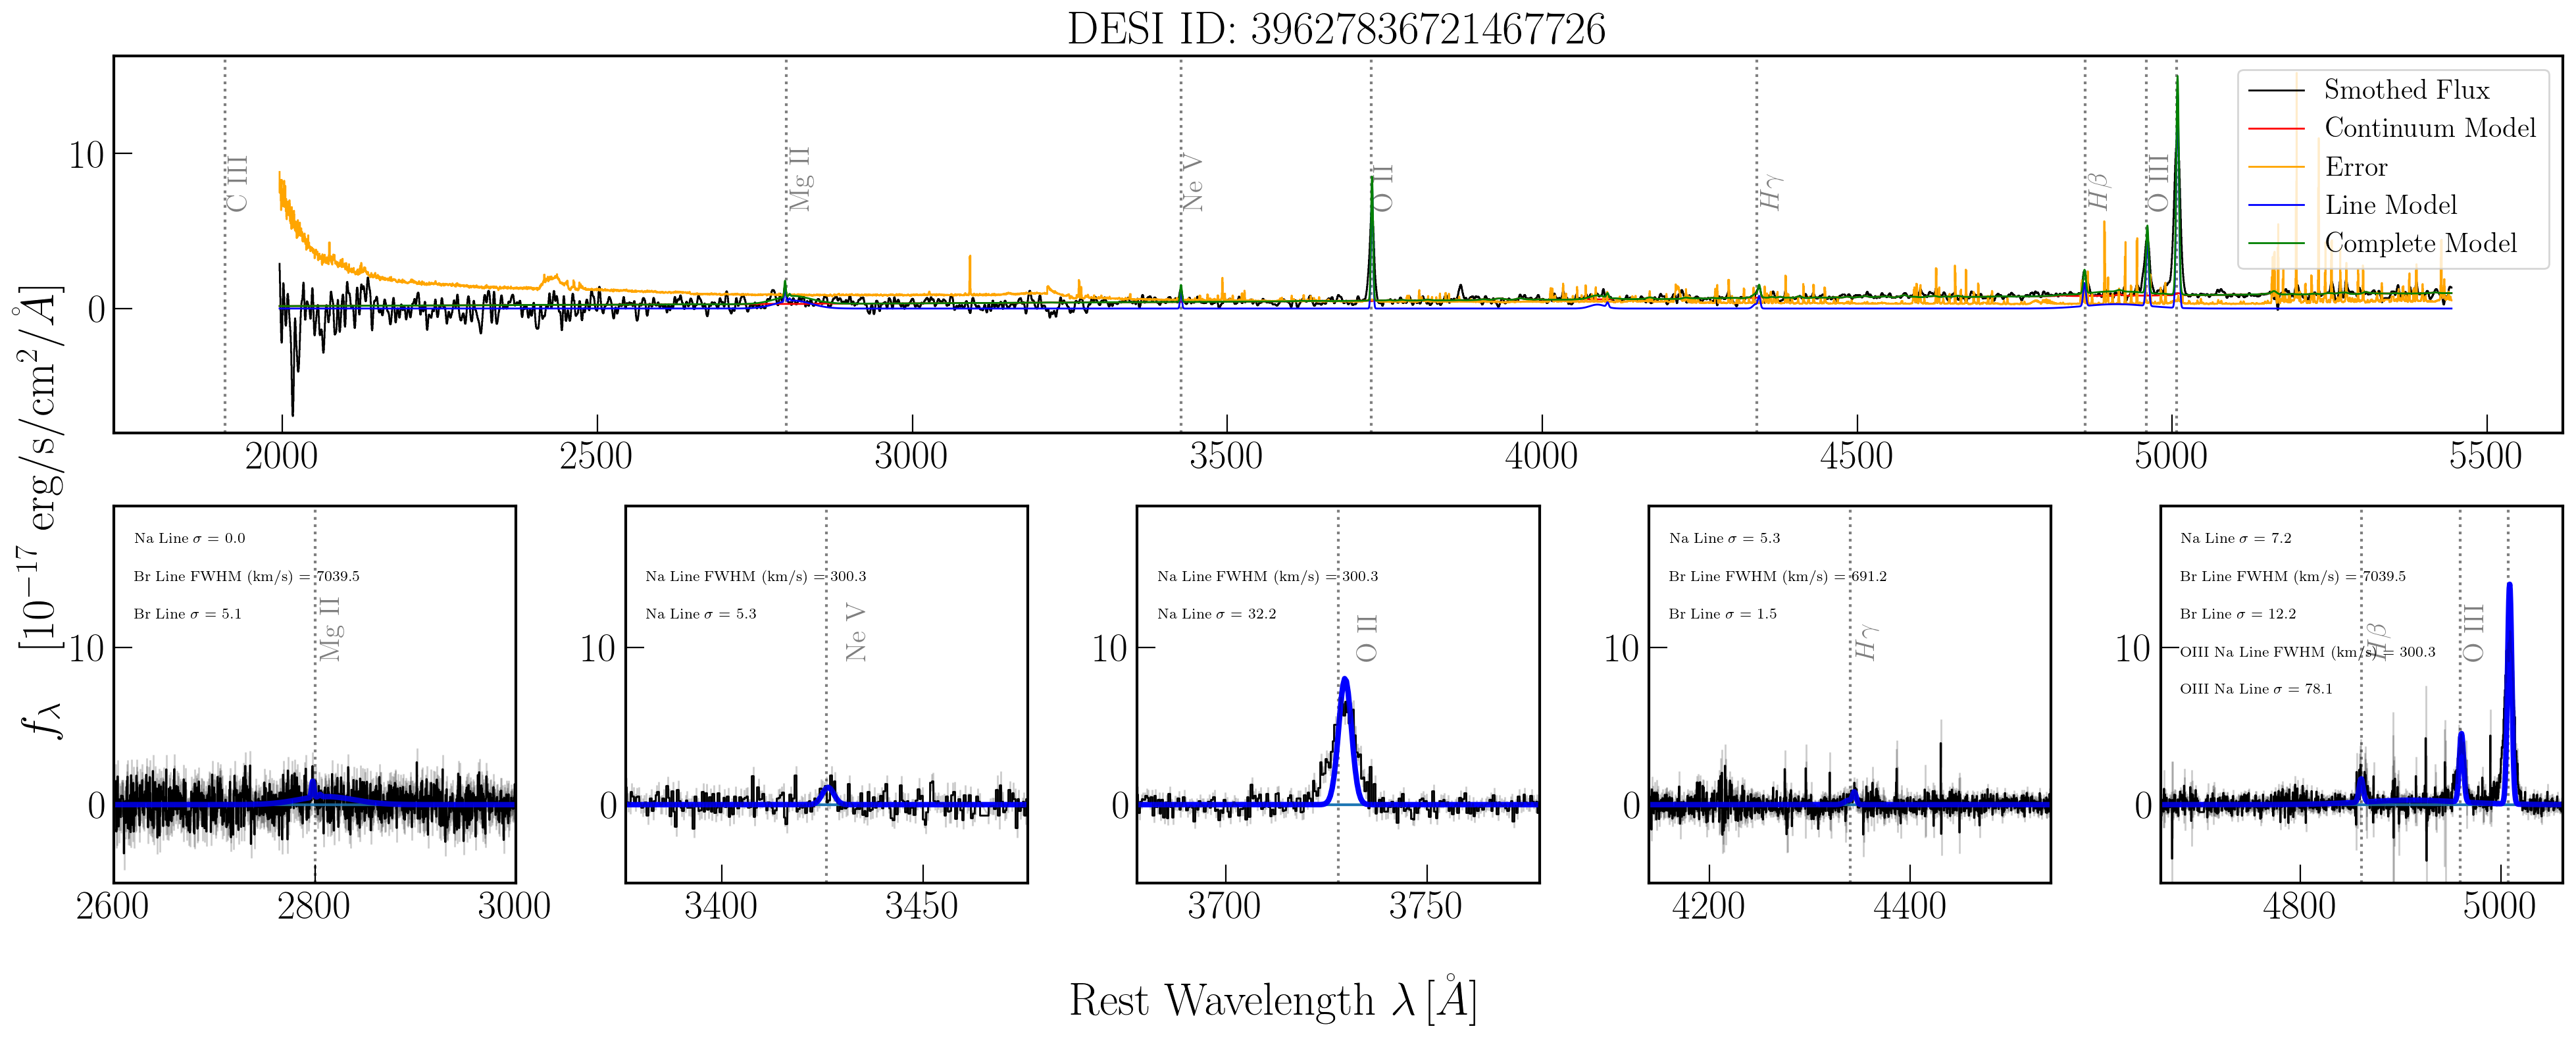 DESI ID: 39627836721467726
f_λ [10^{-17} erg/s/cm^2/Å]
10
0
C III
Mg II
Ne V
O II
Hγ
Hβ
O III
Smothed Flux
Continuum Model
Error
Line Model
Complete Model
2000 2500 3000 3500 4000 4500 5000 5500
Na Line σ = 0.0
Br Line FWHM (km/s) = 7039.5
Br Line σ = 5.1
Mg II
10
0
2600 2800 3000
Na Line FWHM (km/s) = 300.3
Na Line σ = 5.3
Ne V
10
0
3400 3450
Na Line FWHM (km/s) = 300.3
Na Line σ = 32.2
O II
10
0
3700 3750
Na Line σ = 5.3
Br Line FWHM (km/s) = 691.2
Br Line σ = 1.5
Hγ
10
0
4200 4400
Na Line σ = 7.2
Br Line FWHM (km/s) = 7039.5
Br Line σ = 12.2
OIII Na Line FWHM (km/s) = 300.3
OIII Na Line σ = 78.1
Hβ
O III
10
0
4800 5000
Rest Wavelength λ [Å]